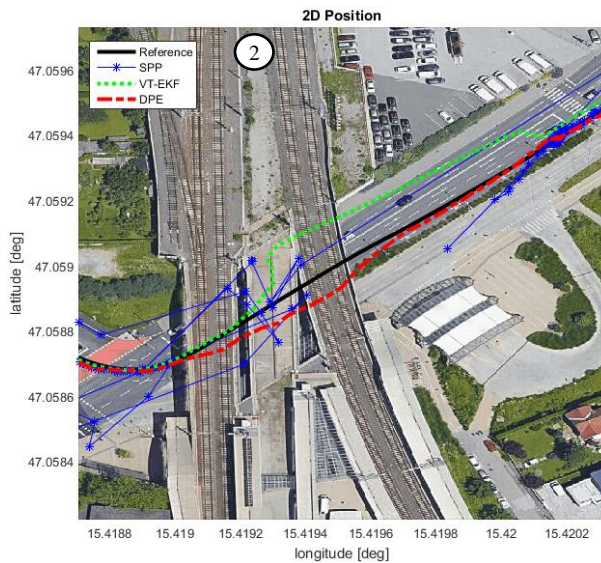 2D Position
2
Reference
SPP
VT-EKF
DPE
47.0596
47.0594
47.0592
47.059
47.0588
47.0586
47.0584
latitude [deg]
15.4188 15.419 15.4192 15.4194 15.4196 15.4198 15.42 15.4202
longitude [deg]